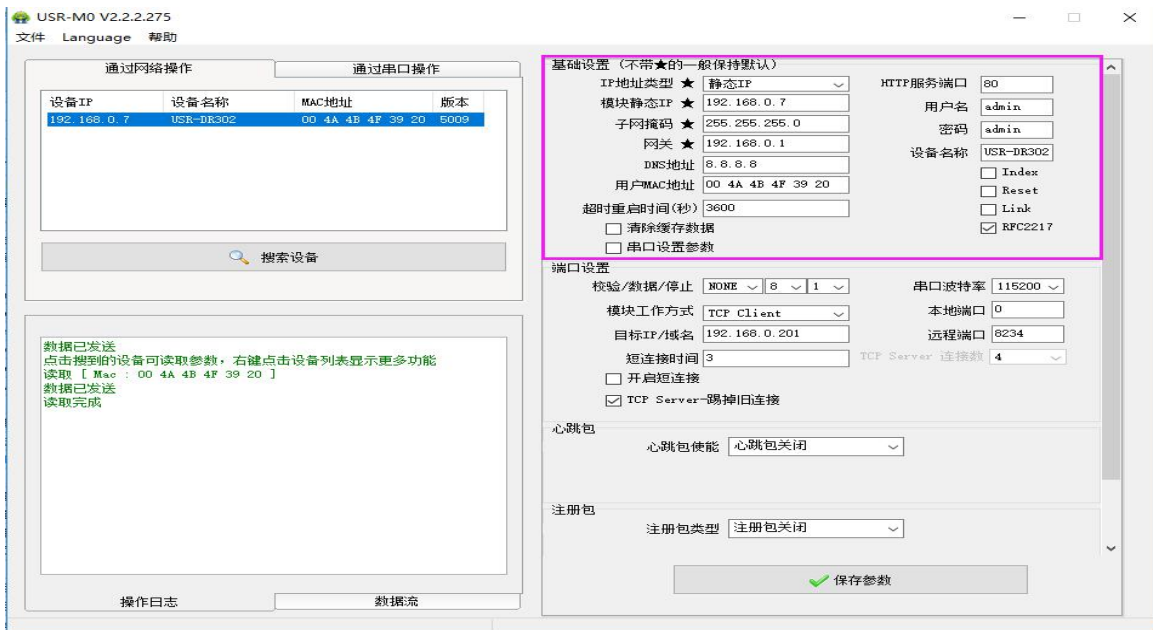 USR-M0 V2.2.2.275
文件 Language 帮助
通过网络操作 通过串口操作
设备IP 设备名称 MAC地址 版本
192.168.0.7 USR-DR302 00 4A 4B 4F 39 20 5009
搜索设备
数据已发送
点击搜到的设备可读取参数，右键点击设备列表显示更多功能
读取 [ Mac : 00 4A 4B 4F 39 20 ]
数据已发送
读取完成
操作日志 数据流
基础设置 (不带★的一般保持默认)
IP地址类型 ★ 静态IP HTTP服务端口 80
模块静态IP ★ 192.168.0.7 用户名 admin
子网掩码 ★ 255.255.255.0 密码 admin
网关 ★ 192.168.0.1 设备名称 USR-DR302
DNS地址 8.8.8.8 Index
用户MAC地址 00 4A 4B 4F 39 20 Reset
超时重启时间(秒) 3600 Link
清除缓存数据 RFC2217
串口设置参数
端口设置
校验/数据/停止 NONE 8 1 串口波特率 115200
模块工作方式 TCP Client 本地端口 0
目标IP/域名 192.168.0.201 远程端口 8234
短连接时间 3 TCP Server 连接数 4
开启短连接
TCP Server-踢掉旧连接
心跳包
心跳包使能 心跳包关闭
注册包
注册包类型 注册包关闭
保存参数